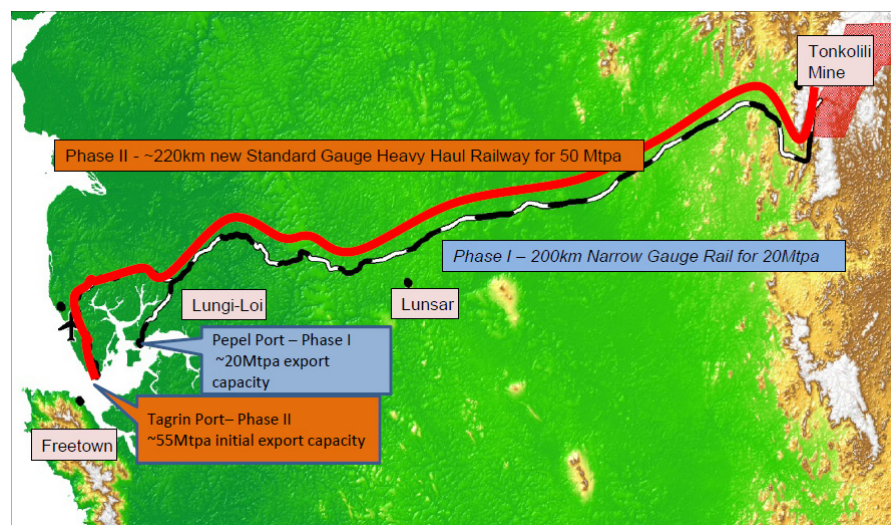 Tonkolili
Mine
Phase II - ~220km new Standard Gauge Heavy Haul Railway for 50 Mtpa
Phase I – 200km Narrow Gauge Rail for 20Mtpa
Lungi-Loi
Lunsar
Pepel Port – Phase I
~20Mtpa export
capacity
Tagrin Port– Phase II
~55Mtpa initial export capacity
Freetown